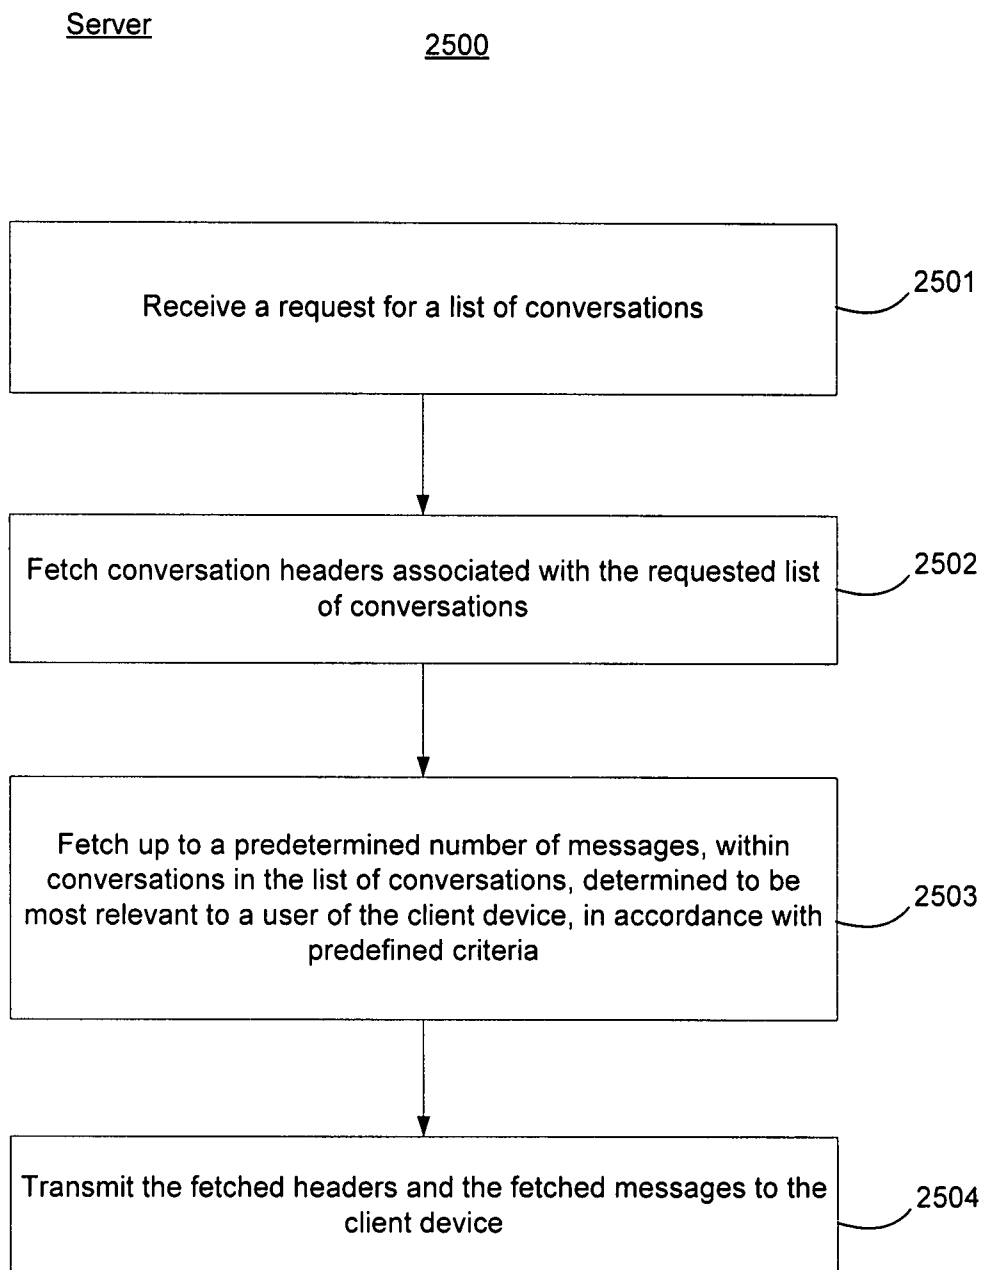 Server
2500
Receive a request for a list of conversations
2501
Fetch conversation headers associated with the requested list
of conversations
2502
Fetch up to a predetermined number of messages, within
conversations in the list of conversations, determined to be
most relevant to a user of the client device, in accordance with
predefined criteria
2503
Transmit the fetched headers and the fetched messages to the
client device
2504